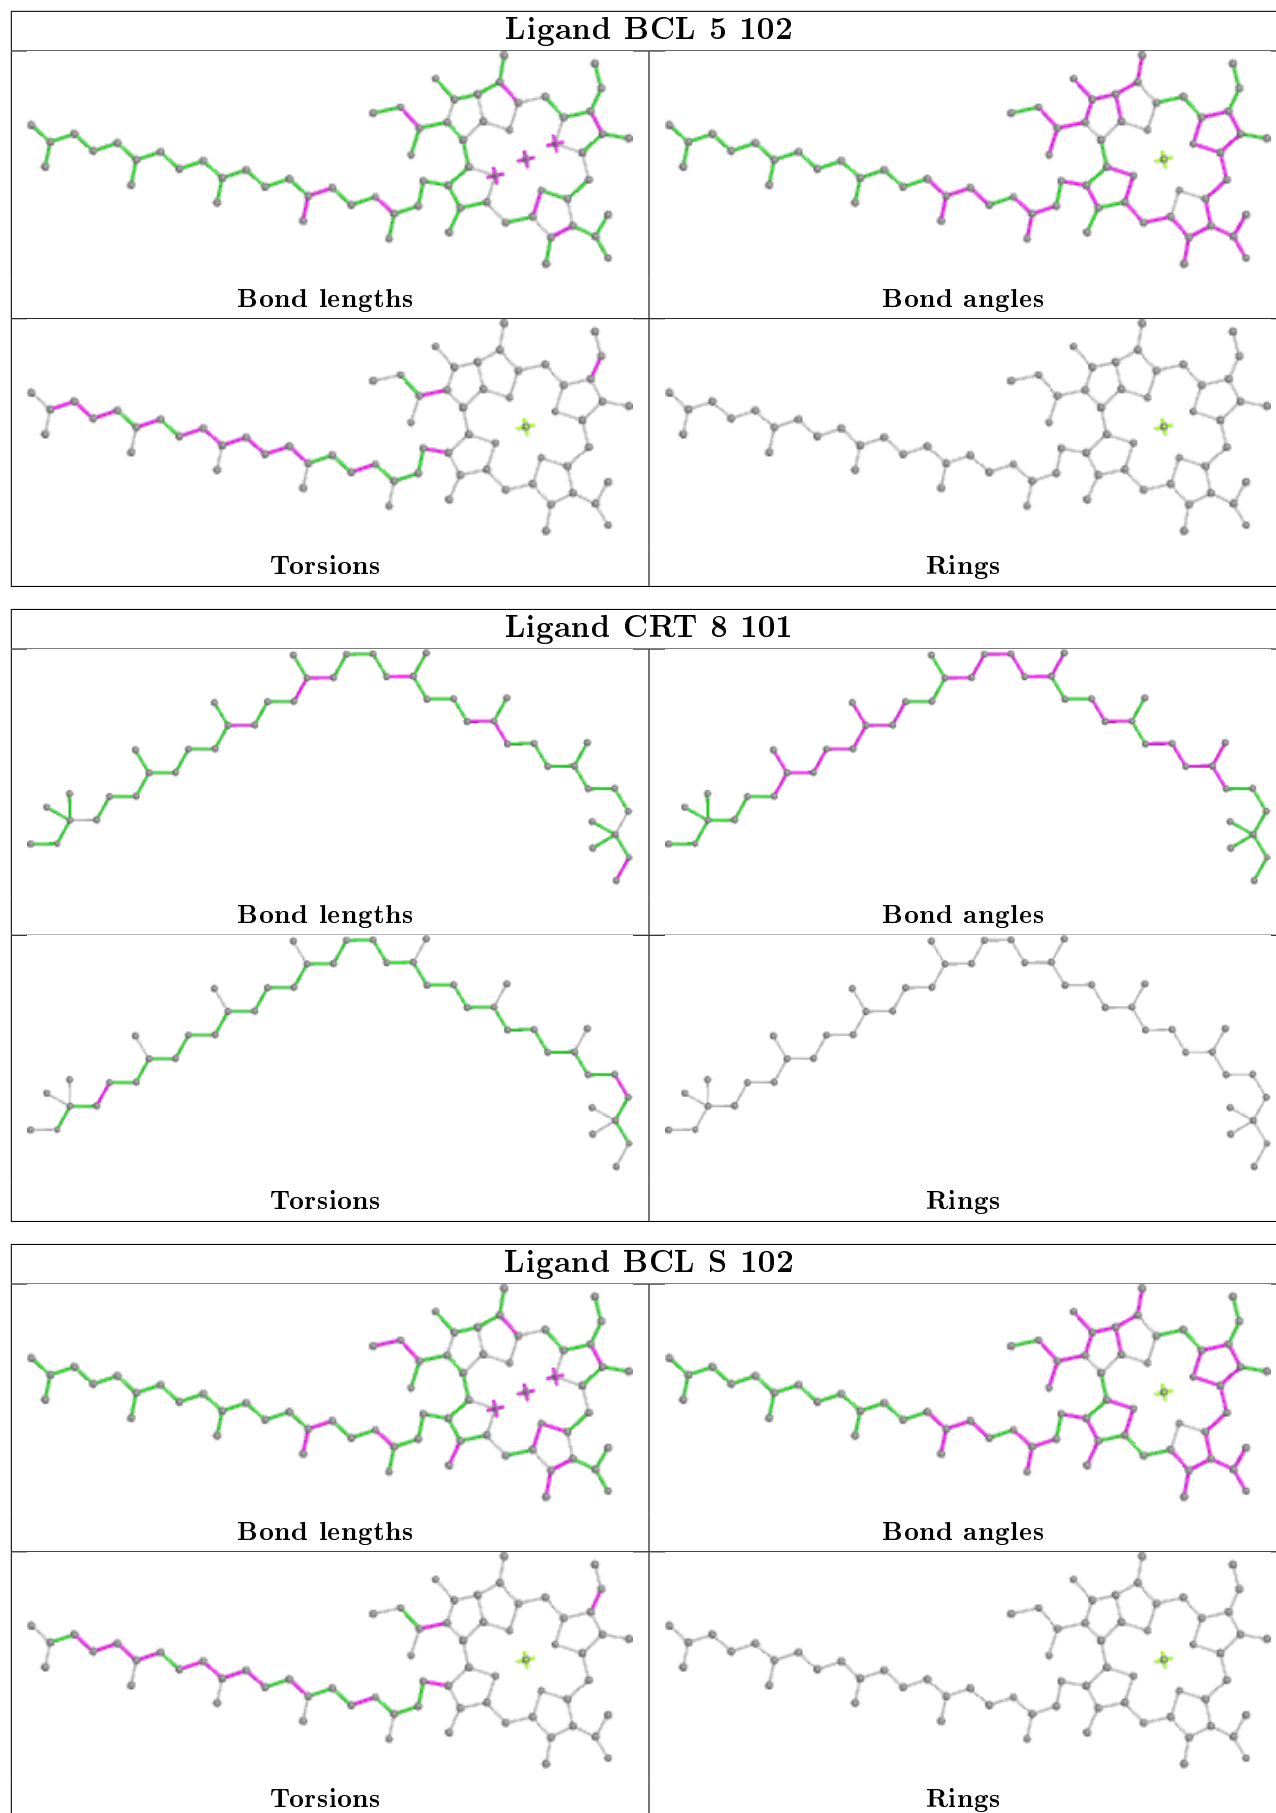 Ligand BCL 5 102
Bond lengths
Bond angles
Torsions
Rings
Ligand CRT 8 101
Bond lengths
Bond angles
Torsions
Rings
Ligand BCL S 102
Bond lengths
Bond angles
Torsions
Rings